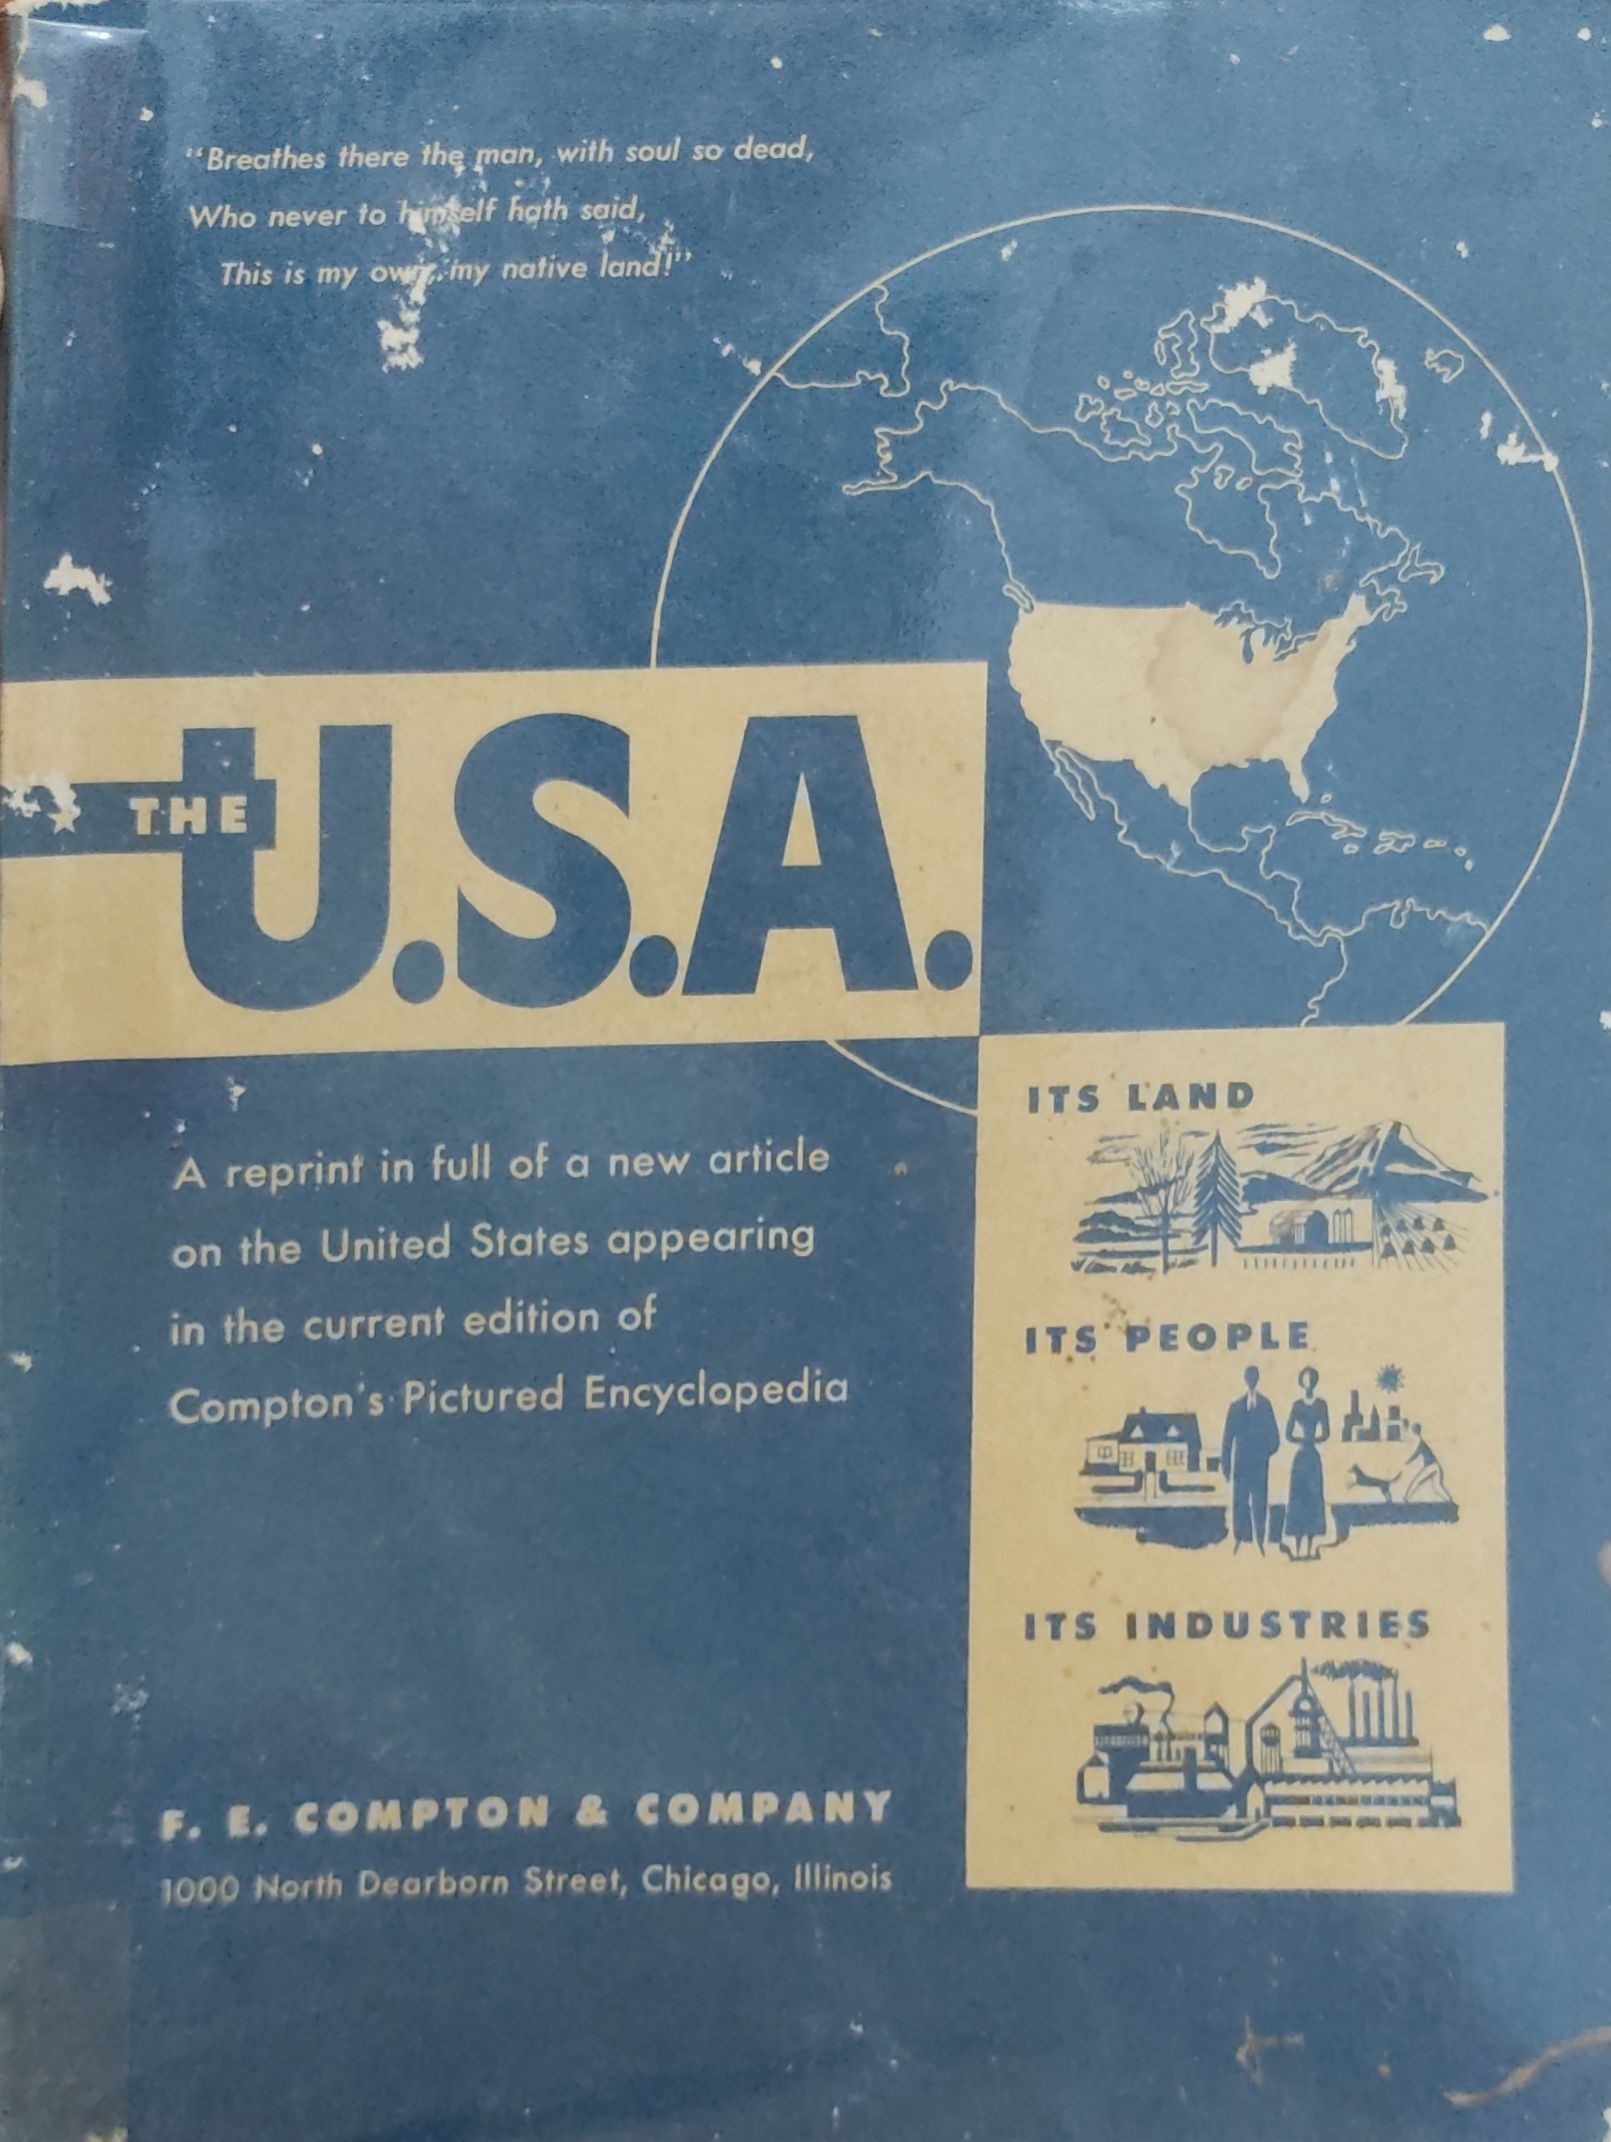 "Breathes there the man, with soul so dead,
Who never to himself hath said,
This is my own, my native land!"
THE
U.S.A.
A reprint in full of a new article
on the United States appearing
in the current edition of
Compton's Pictured Encyclopedia
ITS LAND
ITS PEOPLE
ITS INDUSTRIES
F. E. COMPTON & COMPANY
1000 North Dearborn Street, Chicago, Illinois